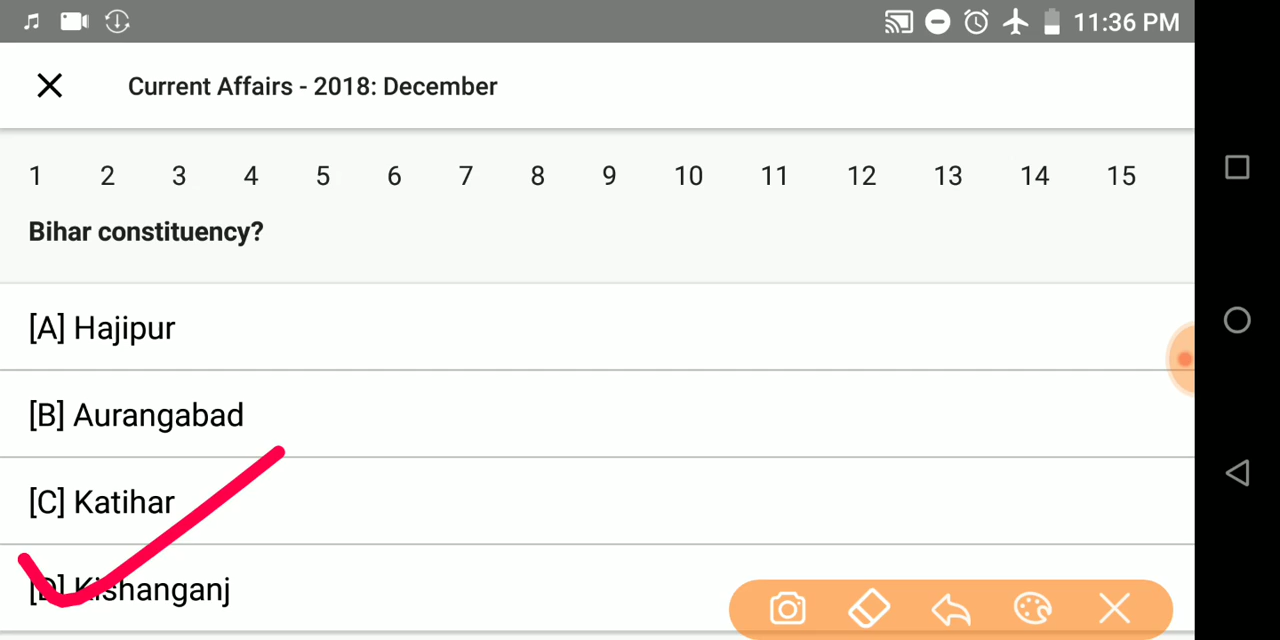 11:36 PM
Current Affairs - 2018: December
1 2 3 4 5 6 7 8 9 10 11 12 13 14 15
Bihar constituency?
[A] Hajipur
[B] Aurangabad
[C] Katihar
[D] Kishanganj